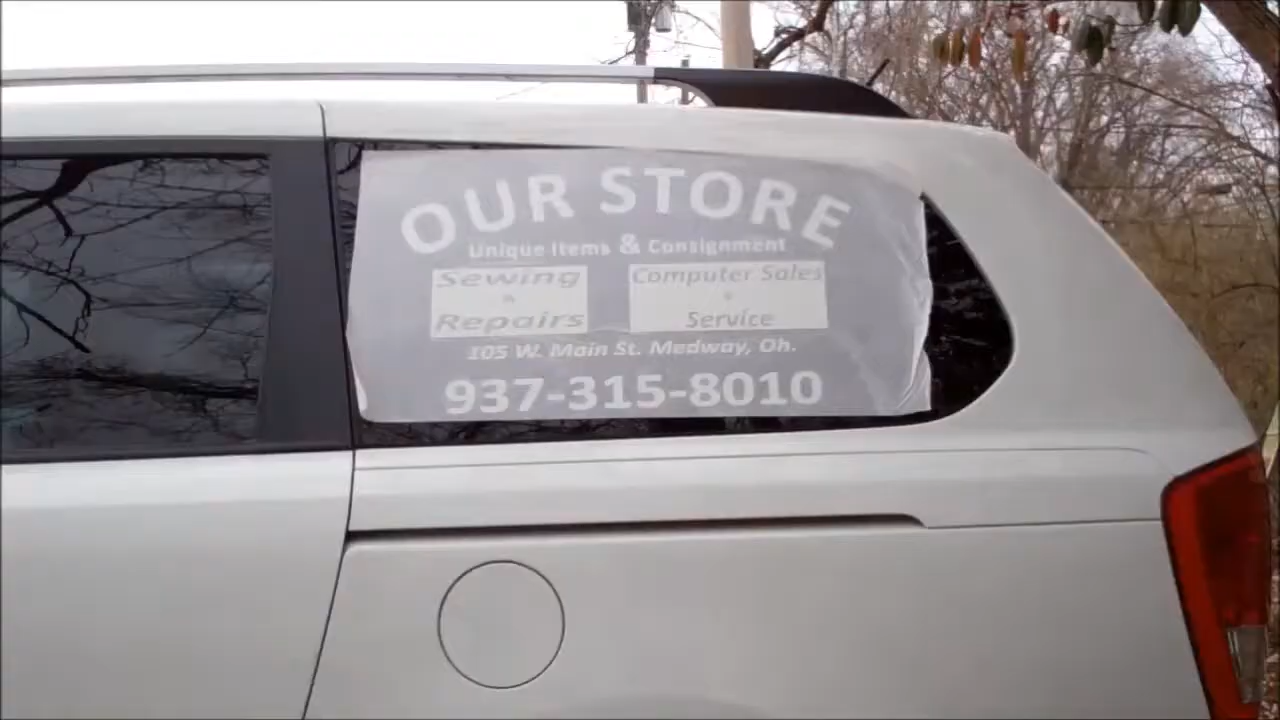 OUR STORE
Unique Items & Consignment
Sewing
&
Repairs
Computer Sales
&
Service
105 W. Main St. Medway, Oh.
937-315-8010